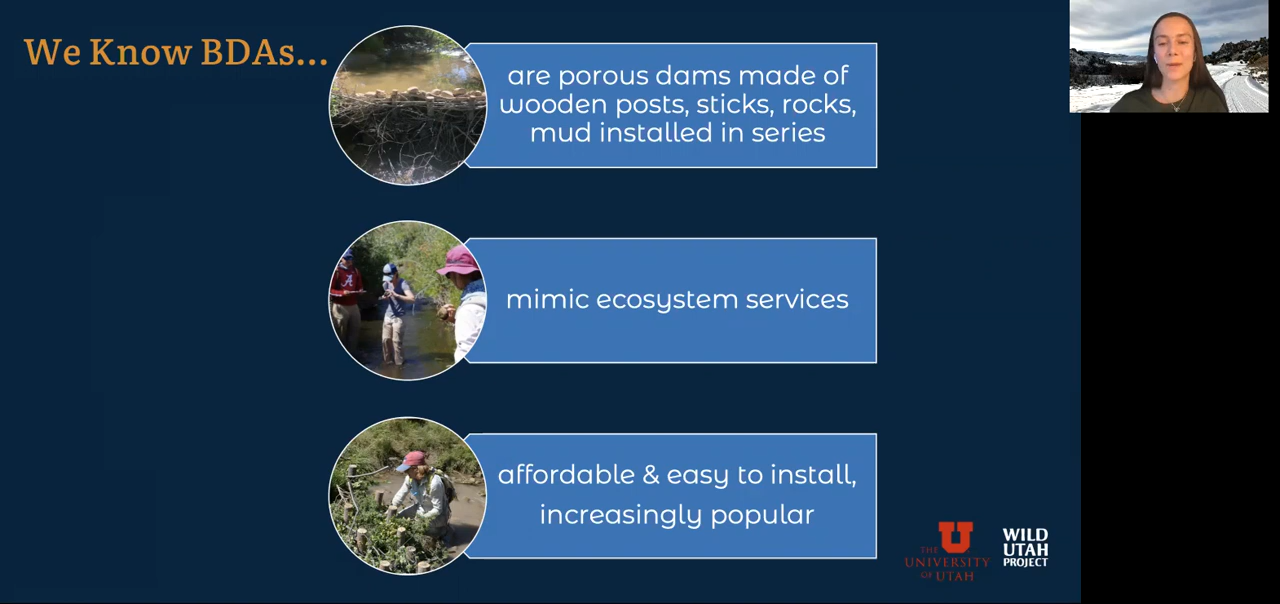 We Know BDAs...
are porous dams made of
wooden posts, sticks, rocks,
mud installed in series
mimic ecosystem services
affordable & easy to install,
increasingly popular
A
U
THE
UNIVERSITY
OF UTAH
WILD
UTAH
PROJECT